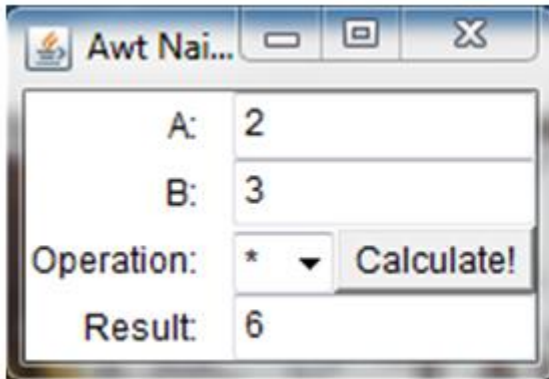 Awt Nai...
A: 2
B: 3
Operation: * Calculate!
Result: 6